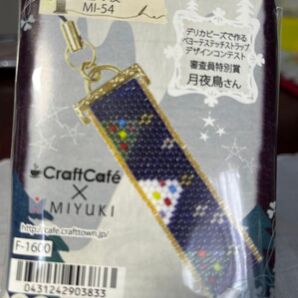 MI-54
デリカビーズで作る
ペヨーテステッチストラップ
デザインコンテスト
審査員特別賞
月夜鳥さん
CraftCafé
×
MIYUKI
http://cafe.crafttown.jp/
F-1600
0431242903833